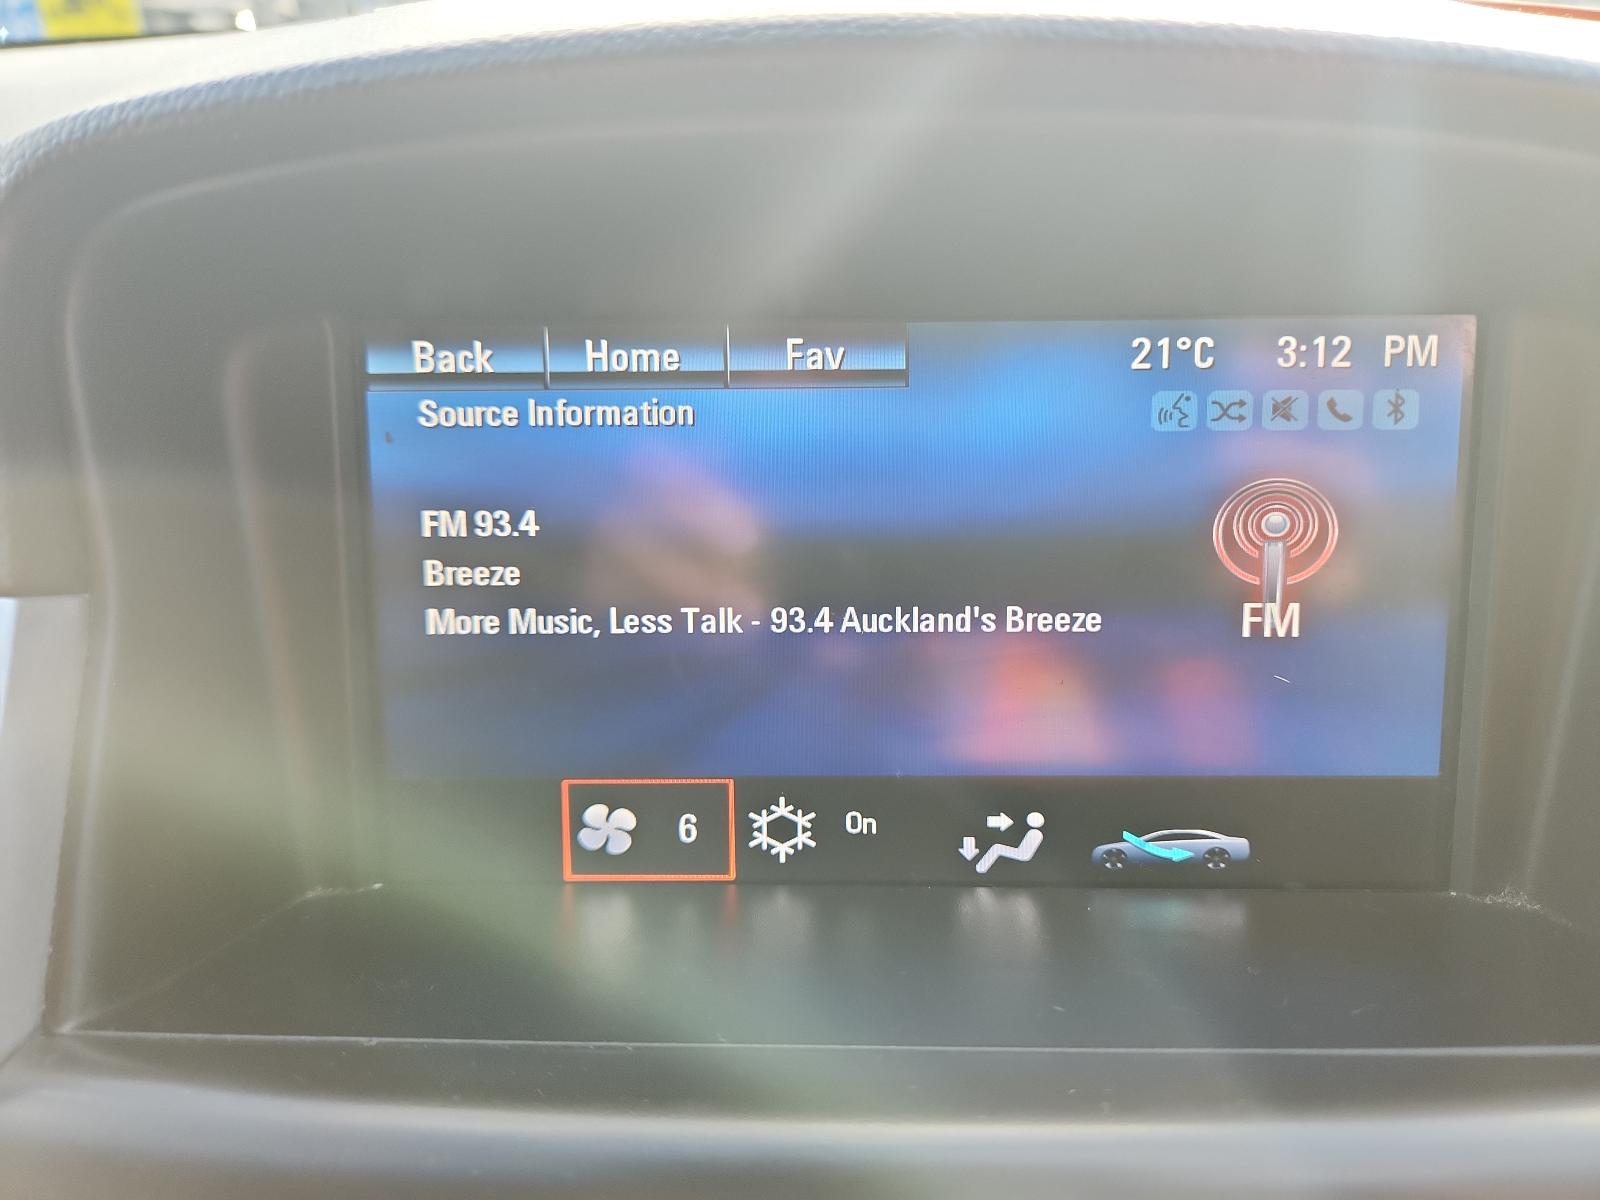 Back Home Fav 21°C 3:12 PM
Source Information
FM 93.4
Breeze
More Music, Less Talk - 93.4 Auckland's Breeze
FM
6 On